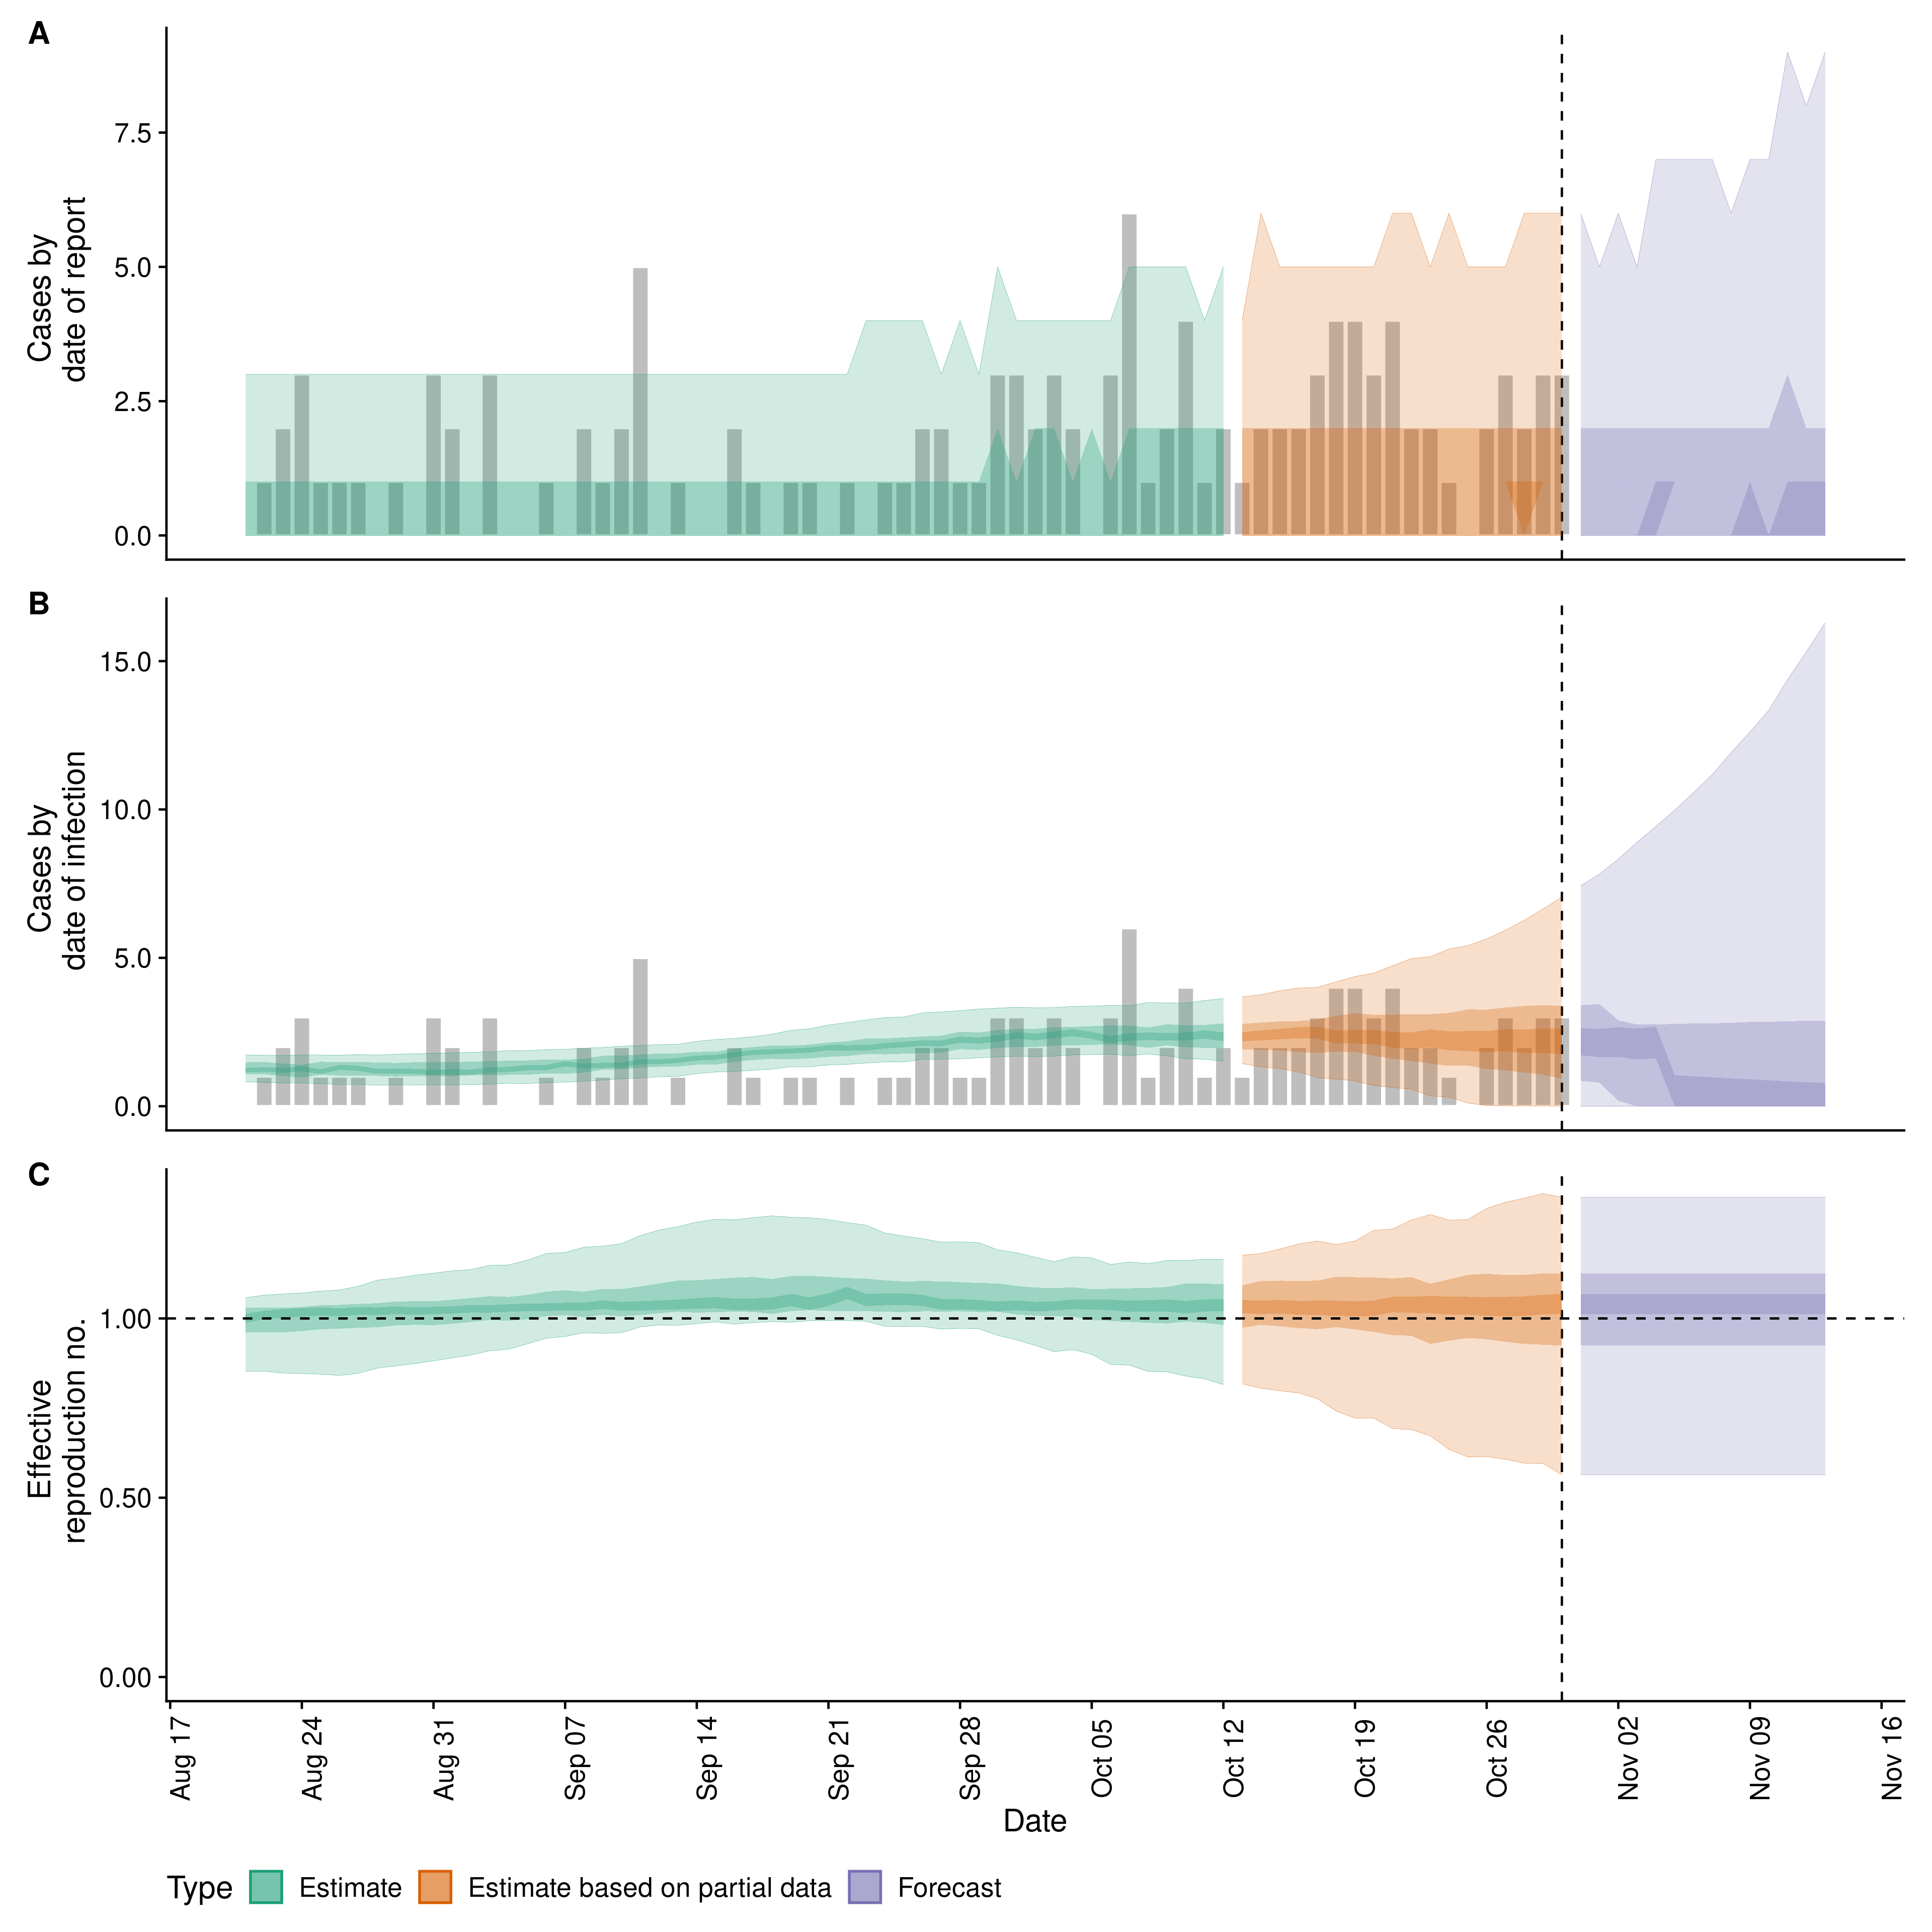 A
Cases by
date of report
7.5
5.0
2.5
0.0
B
Cases by
date of infection
15.0
10.0
5.0
0.0
C
Effective
reproduction no.
1.00
0.50
0.00
Aug 17
Aug 24
Aug 31
Sep 07
Sep 14
Sep 21
Sep 28
Oct 05
Oct 12
Oct 19
Oct 26
Nov 02
Nov 09
Nov 16
Date
Type Estimate Estimate based on partial data Forecast